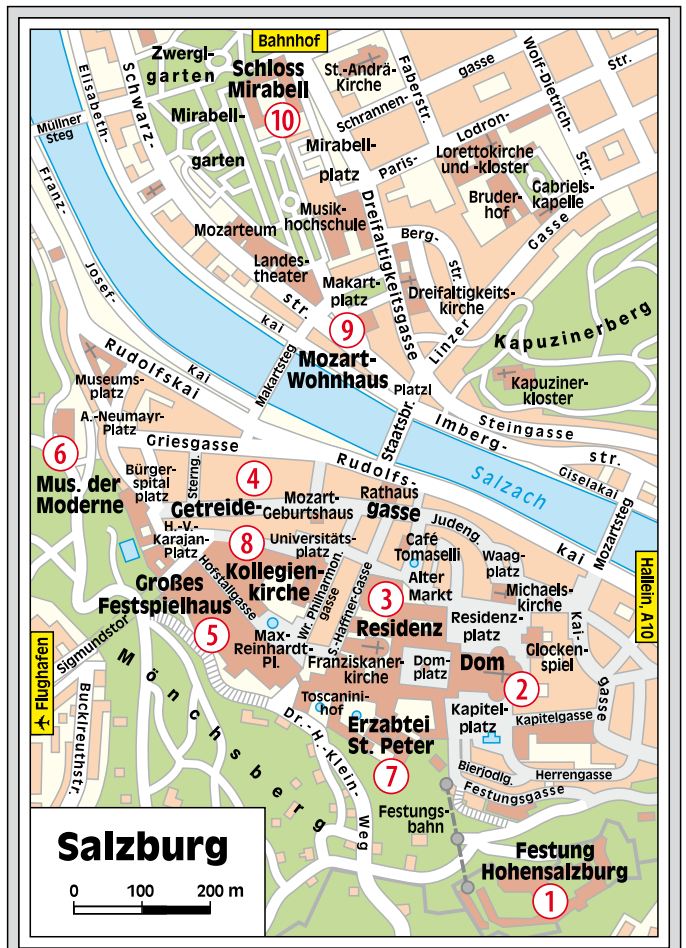 Bahnhof
Zwergl-
garten
Schloss
Mirabell
10
St.-Andrä-
Kirche
Faberstr.
Schrannen-
gasse
Wolf-Dietrich-
Str.
Str.
Elisabeth-
kai
Schwarz-
str.
Müllner
Steg
Mirabell-
garten
Mirabell-
platz
Paris-
Lodron-
Lorettokirche
und -kloster
Bruder-
hof
Gabriels-
kapelle
Franz-
Josef-
Kai
Mozarteum
Musik-
hochschule
Landes-
theater
Dreifaltigkeitsgasse
Berg-
str.
Linzer
Gasse
Makart-
platz
Dreifaltigkeits-
kirche
9
Mozart-
Wohnhaus
Kapuzinerberg
Kapuziner-
kloster
Platzl
Makartsteg
Staatsbr.
Steingasse
Imberg-
str.
Rudolfskai
Museums-
platz
A.-Neumayr-
Platz
6
Mus. der
Moderne
Griesgasse
Rudolfs-
kai
Salzach
Giselakai
Mozartsteg
Bürger-
spital
platz
Sterng.
4
Getreide-
gasse
Mozart-
Geburtshaus
Rathaus
Judeng.
H.-V.-
Karajan-
Platz
8
Universitäts-
platz
Kollegien-
kirche
Café
Tomaselli
Waag-
platz
Alter
Markt
Michaels-
kirche
Hallein, A10
Großes
Festspielhaus
5
Hofstallgasse
Wr. Philharmon.
gasse
S.-Haffner-Gasse
3
Residenz
Residenz-
platz
Kai-
gasse
Glocken-
spiel
Max-
Reinhardt-
Pl.
Franziskaner-
kirche
Dom-
platz
Dom
2
Sigmundstor
Flughafen
Bucklreuthstr.
Mönchsberg
Toscanini-
hof
Kapitel-
platz
Kapitelgasse
Erzabtei
St. Peter
7
Dr.-H.-Klein-
Weg
Bierjodlg.
Herrengasse
Festungsgasse
Festungs-
bahn
Festung
Hohensalzburg
1
Salzburg
0 100 200 m